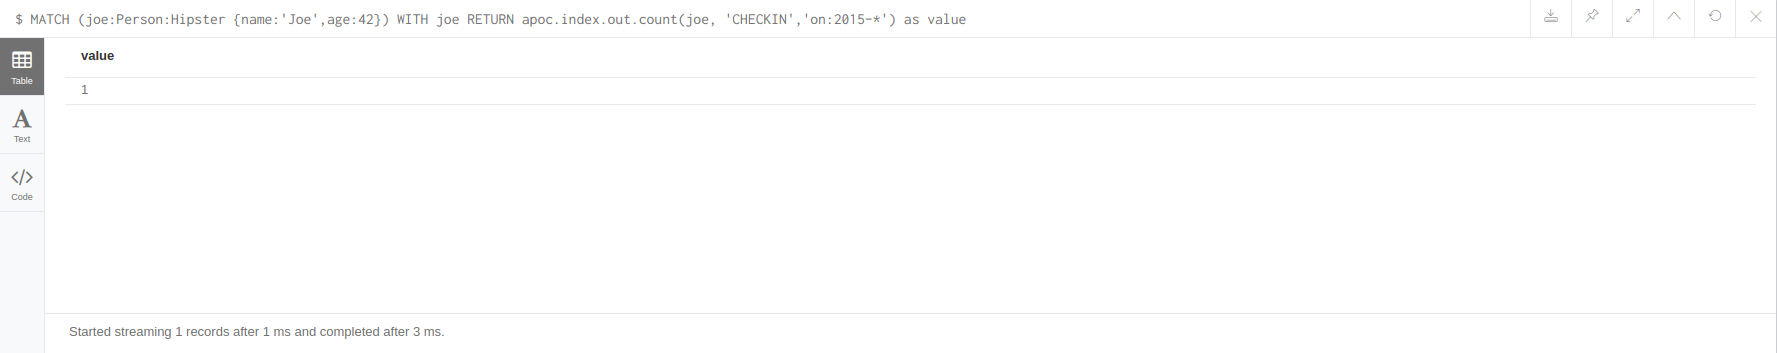 $ MATCH (joe:Person:Hipster {name:'Joe',age:42}) WITH joe RETURN apoc.index.out.count(joe, 'CHECKIN','on:2015-*') as value
value
Table
1
A
Text
</>
Code
Started streaming 1 records after 1 ms and completed after 3 ms.